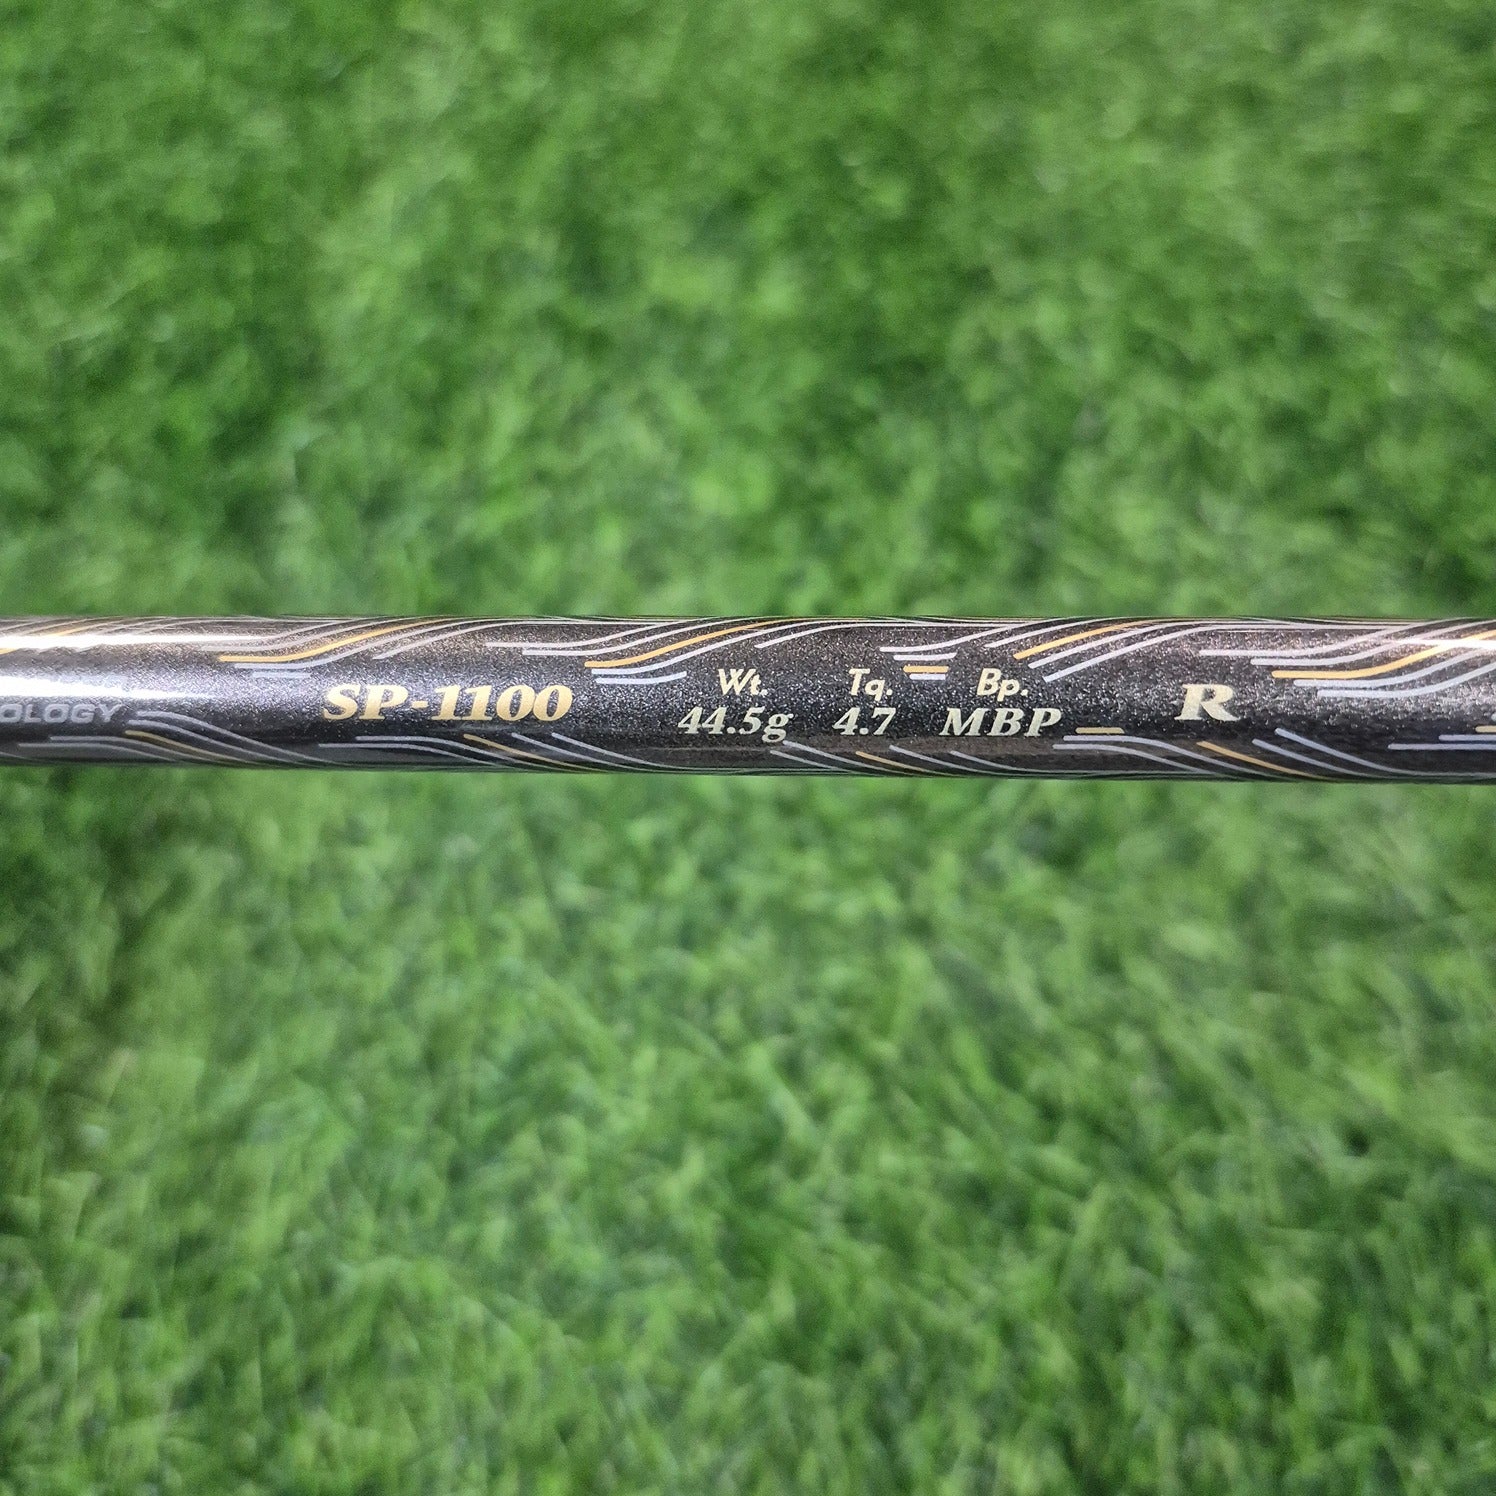 OLOGY
SP-1100
Wt. Tq. Bp.
44.5g 4.7 MBP
R